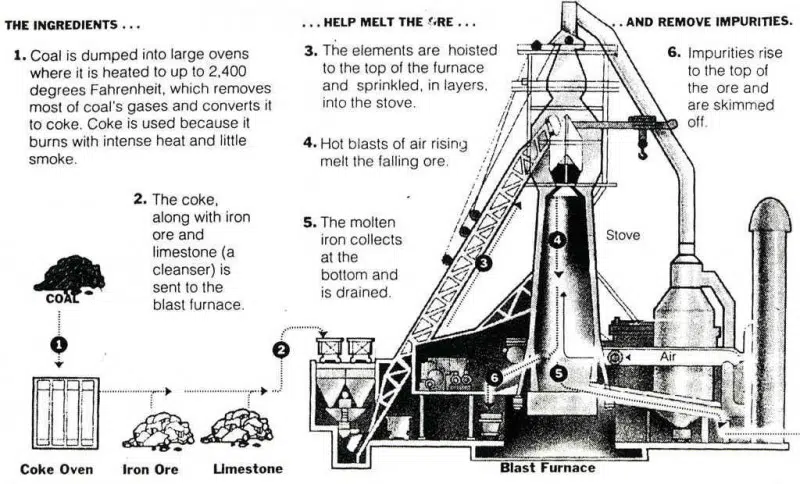 THE INGREDIENTS . . .
1. Coal is dumped into large ovens
where it is heated to up to 2,400
degrees Fahrenheit, which removes
most of coal's gases and converts it
to coke. Coke is used because it
burns with intense heat and little
smoke.
2. The coke,
along with iron
ore and
limestone (a
cleanser) is
sent to the
blast furnace.
. . . HELP MELT THE ORE . . .
3. The elements are hoisted
to the top of the furnace
and sprinkled, in layers,
into the stove.
4. Hot blasts of air rising
melt the falling ore.
5. The molten
iron collects
at the
bottom and
is drained.
. . AND REMOVE IMPURITIES.
6. Impurities rise
to the top of
the ore and
are skimmed
off.
COAL
1
2
3
4
Stove
Air
5
6
Coke Oven
Iron Ore
Limestone
Blast Furnace